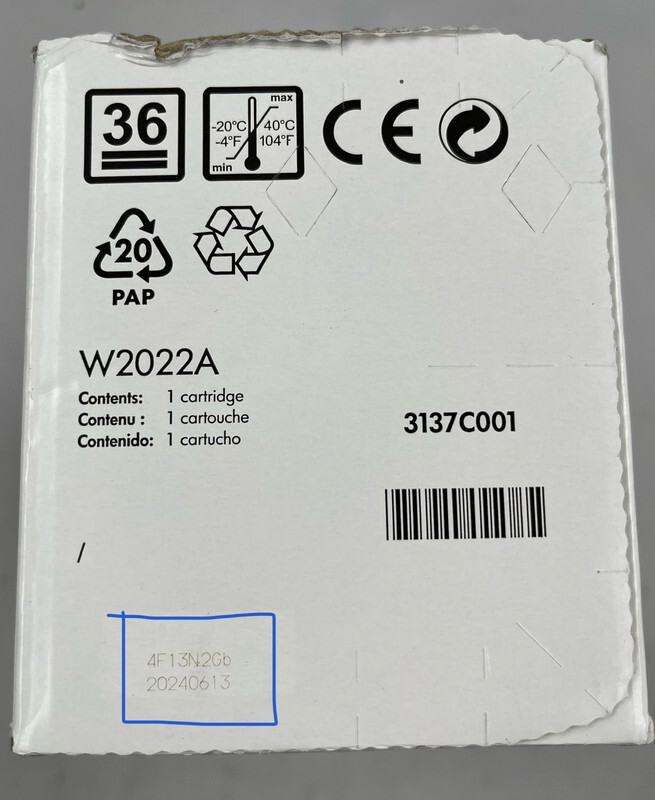 36
max
-20°C 40°C
-4°F 104°F
min
CE
20
PAP
W2022A
Contents: 1 cartridge
Contenu : 1 cartouche
Contenido: 1 cartucho
3137C001
/
4F13N2Gb
20240613